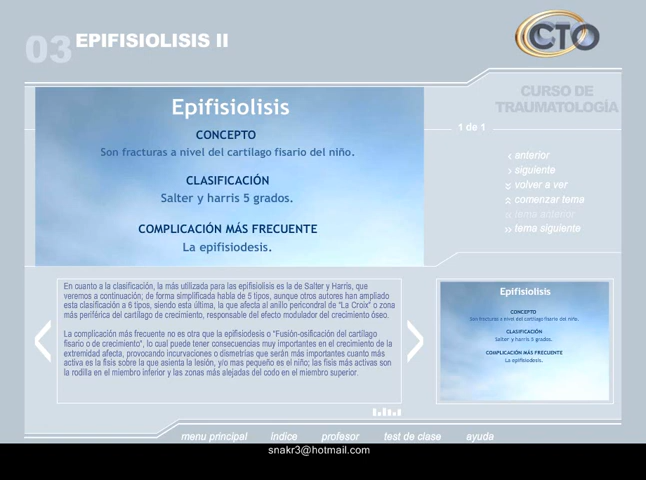 03 EPIFISIOLISIS II
CTO
CURSO DE
TRAUMATOLOGÍA
1 de 1
‹ anterior
› siguiente
volver a ver
comenzar tema
tema anterior
›› tema siguiente
Epifisiolisis
CONCEPTO
Son fracturas a nivel del cartílago fisario del niño.
CLASIFICACIÓN
Salter y harris 5 grados.
COMPLICACIÓN MÁS FRECUENTE
La epifisiodesis.
En cuanto a la clasificación, la más utilizada para las epifisiolisis es la de Salter y Harris, que
veremos a continuación; de forma simplificada habla de 5 tipos, aunque otros autores han ampliado
esta clasificación a 6 tipos, siendo esta última, la que afecta al anillo pericondral de "La Croix" o zona
más periférica del cartílago de crecimiento, responsable del efecto modulador del crecimiento óseo.
La complicación más frecuente no es otra que la epifisiodesis o "Fusión-osificación del cartílago
fisario o de crecimiento", lo cual puede tener consecuencias muy importantes en el crecimiento de la
extremidad afecta, provocando incurvaciones o dismetrias que serán más importantes cuanto más
activa es la fisis sobre la que asienta la lesión, y/o mas pequeño es el niño; las fisis más activas son
la rodilla en el miembro inferior y las zonas más alejadas del codo en el miembro superior.
Epifisiolisis
CONCEPTO
Son fracturas a nivel del cartílago fisario del niño.
CLASIFICACIÓN
Salter y harris 5 grados.
COMPLICACIÓN MÁS FRECUENTE
La epifisiodesis.
menu principal índice profesor test de clase ayuda
snakr3@hotmail.com